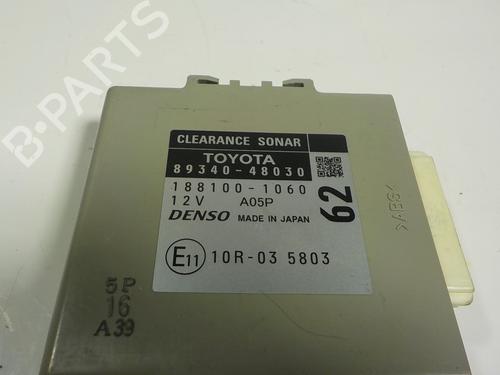 CLEARANCE SONAR
TOYOTA
89340-48030
188100-1060
12V A05P
62
DENSO MADE IN JAPAN
E11 10R-03 5803
>ABS<
5P
16
A39
B-PARTS